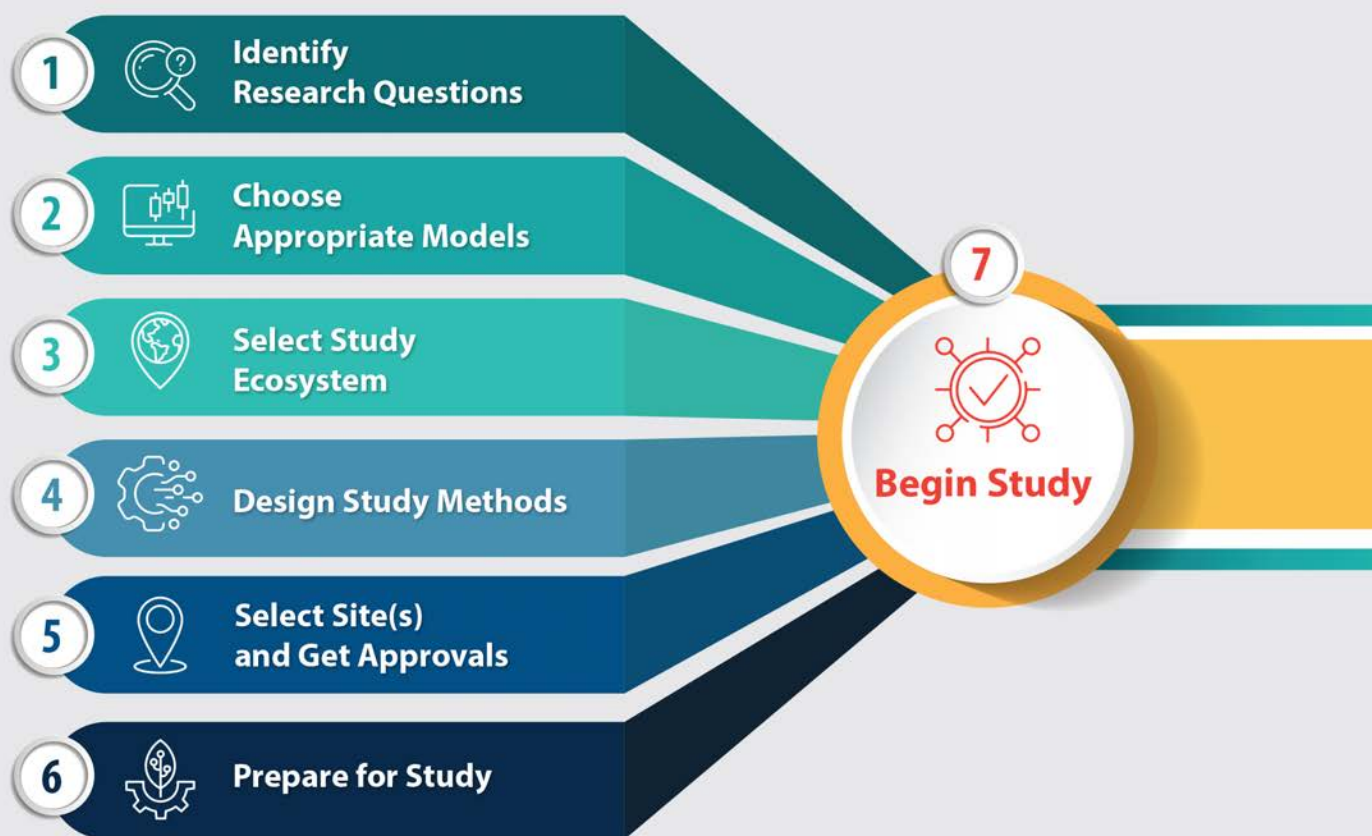 1
Identify
Research Questions
2
Choose
Appropriate Models
3
Select Study
Ecosystem
4
Design Study Methods
5
Select Site(s)
and Get Approvals
6
Prepare for Study
7
Begin Study